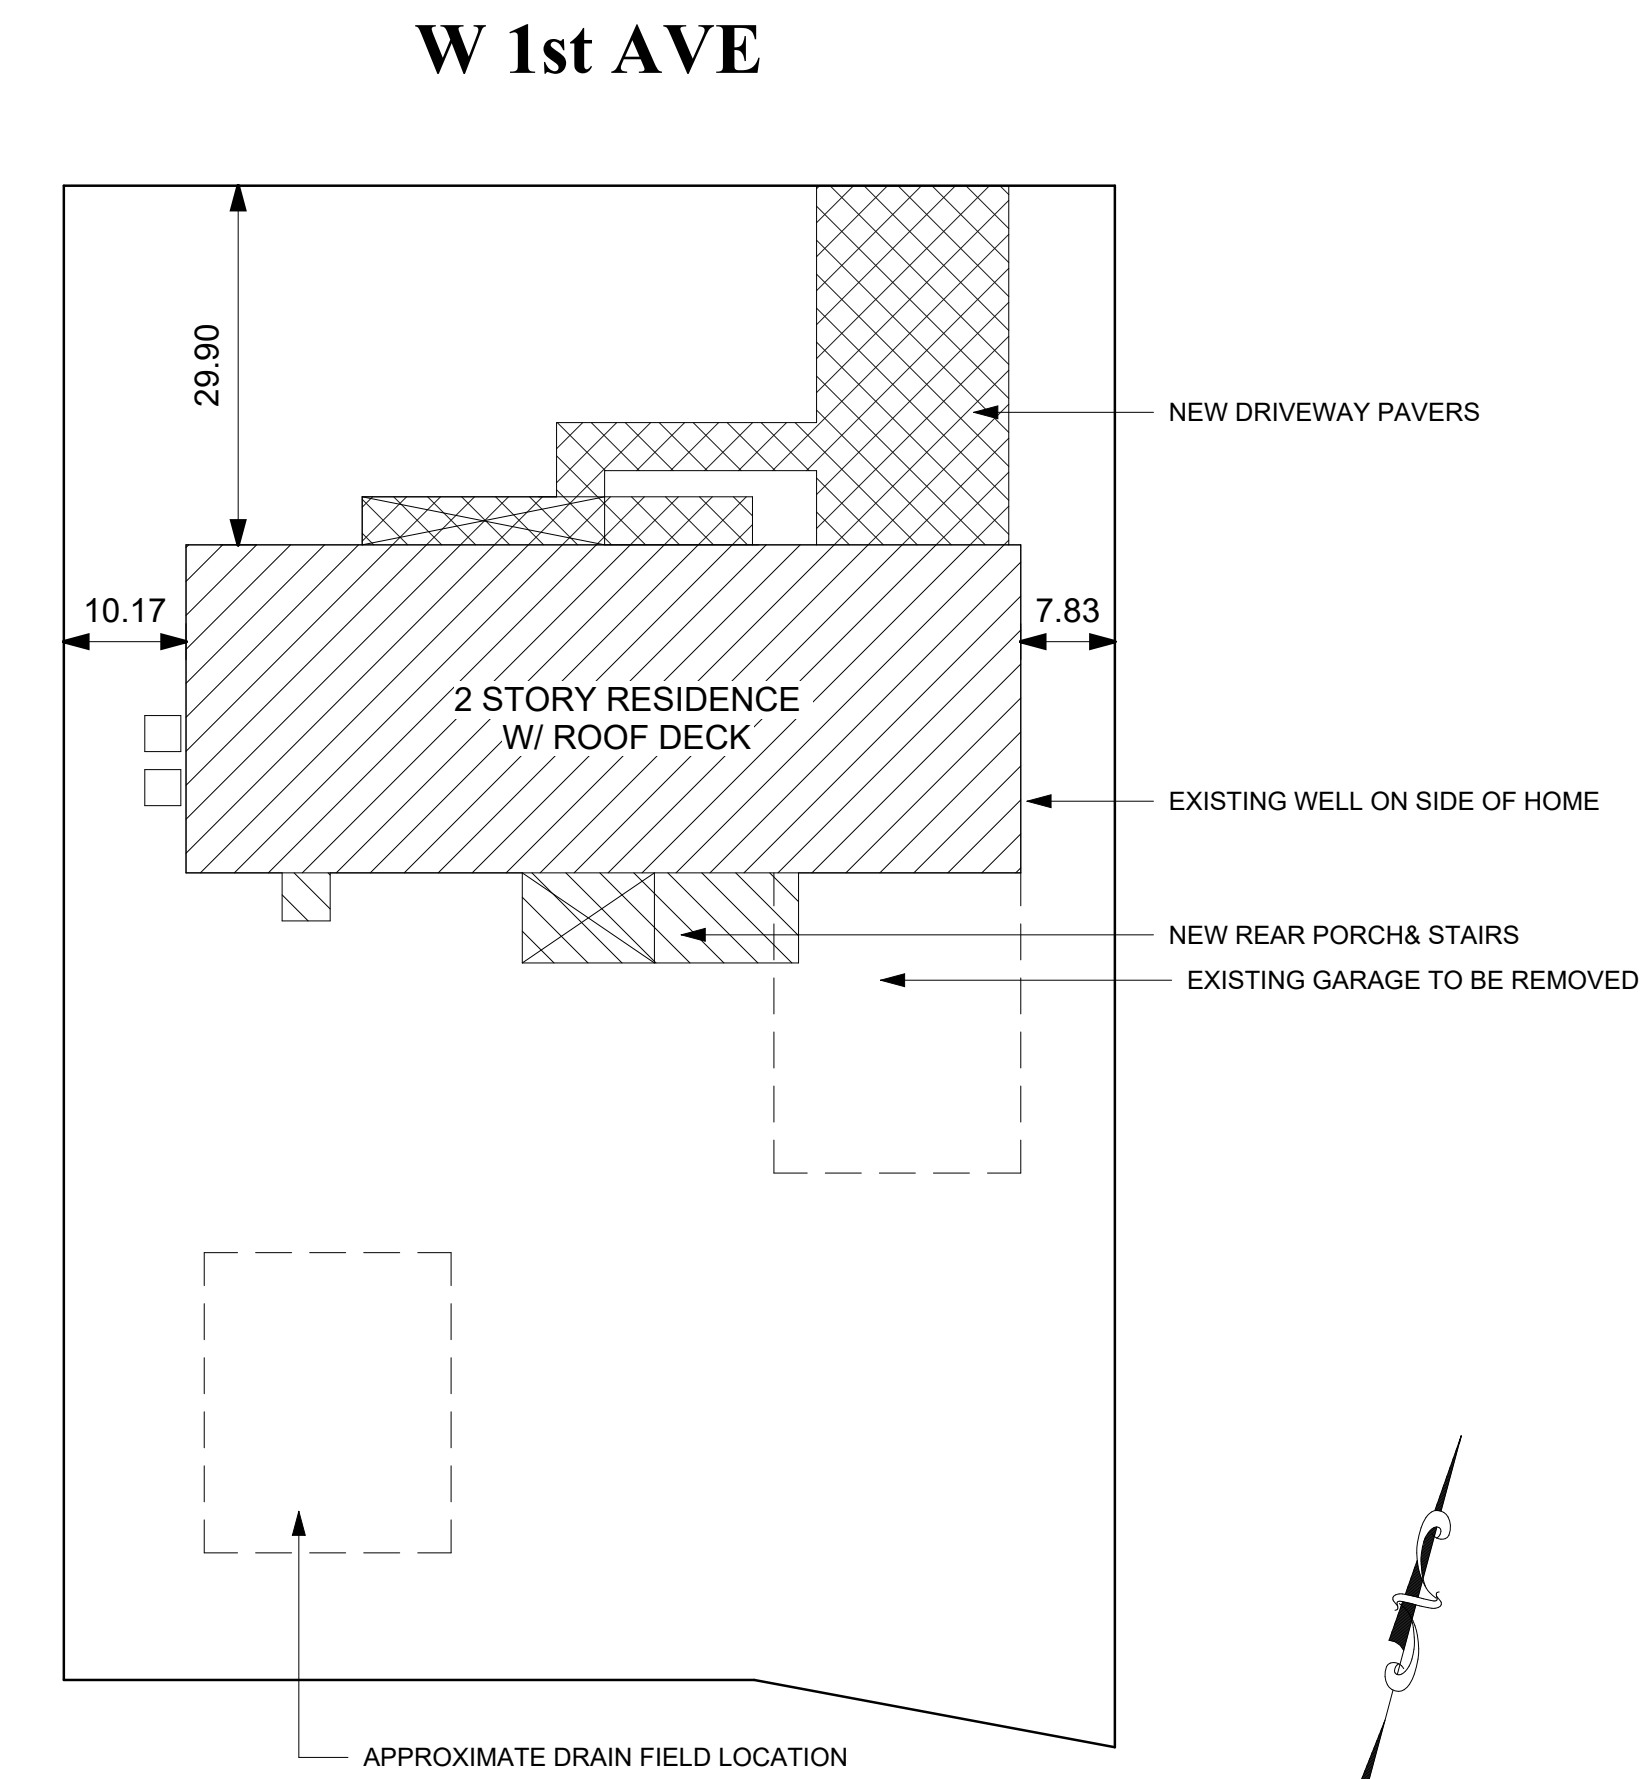 W 1st AVE
29.90
NEW DRIVEWAY PAVERS
10.17
7.83
2 STORY RESIDENCE
W/ ROOF DECK
EXISTING WELL ON SIDE OF HOME
NEW REAR PORCH& STAIRS
EXISTING GARAGE TO BE REMOVED
APPROXIMATE DRAIN FIELD LOCATION